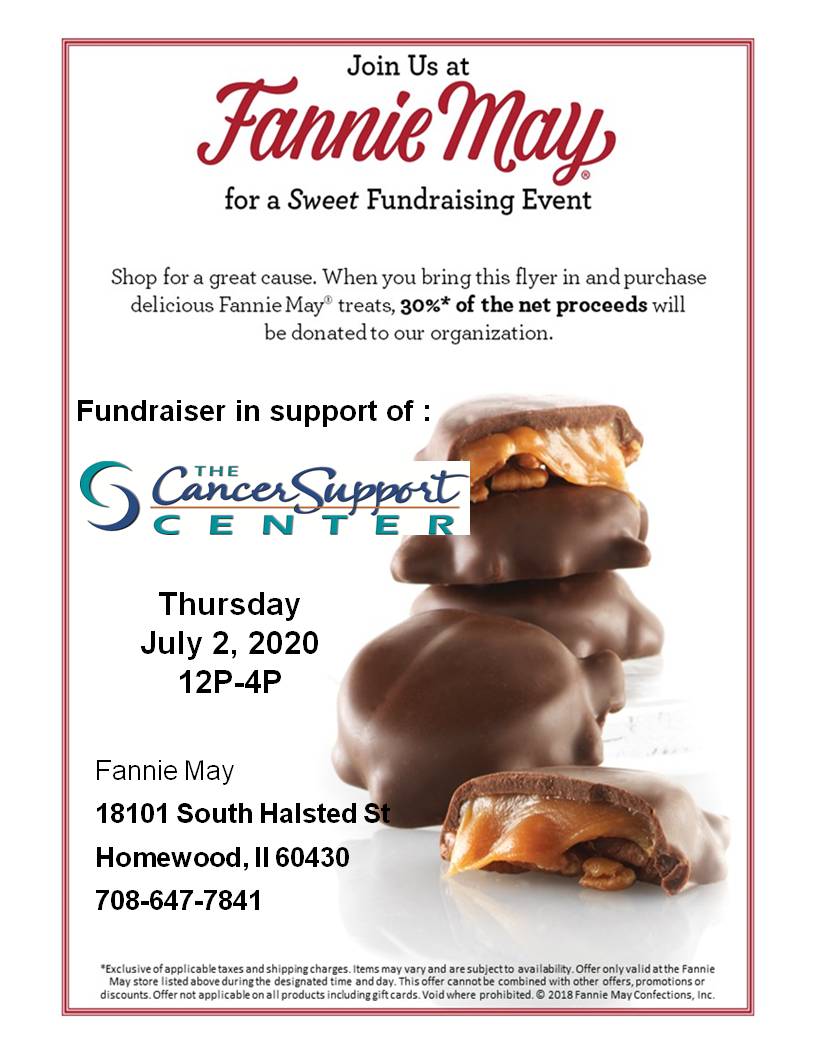 Join Us at
Fannie May®
for a Sweet Fundraising Event
Shop for a great cause. When you bring this flyer in and purchase
delicious Fannie May® treats, 30%* of the net proceeds will
be donated to our organization.
Fundraiser in support of :
THE
Cancer Support
CENTER
Thursday
July 2, 2020
12P-4P
Fannie May
18101 South Halsted St
Homewood, Il 60430
708-647-7841
*Exclusive of applicable taxes and shipping charges. Items may vary and are subject to availability. Offer only valid at the Fannie
May store listed above during the designated time and day. This offer cannot be combined with other offers, promotions or
discounts. Offer not applicable on all products including gift cards. Void where prohibited. © 2018 Fannie May Confections, Inc.